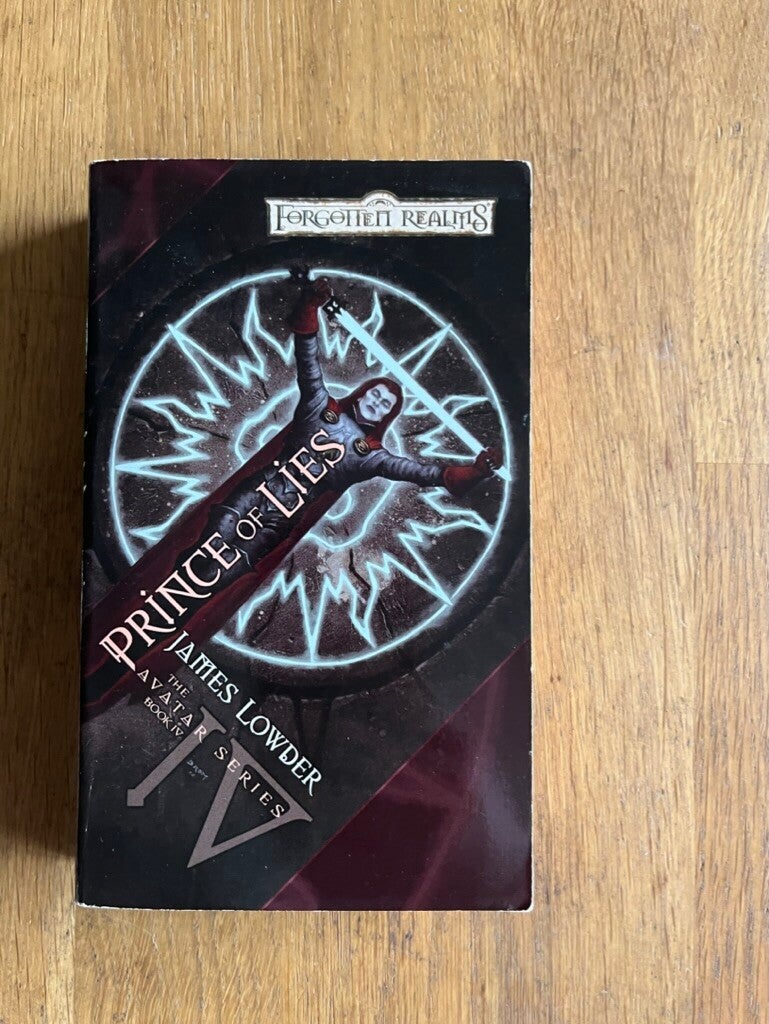 FORGOTTEN REALMS
PRINCE OF LIES
JAMES LOWDER
THE
AVATAR SERIES
BOOK IV
IV